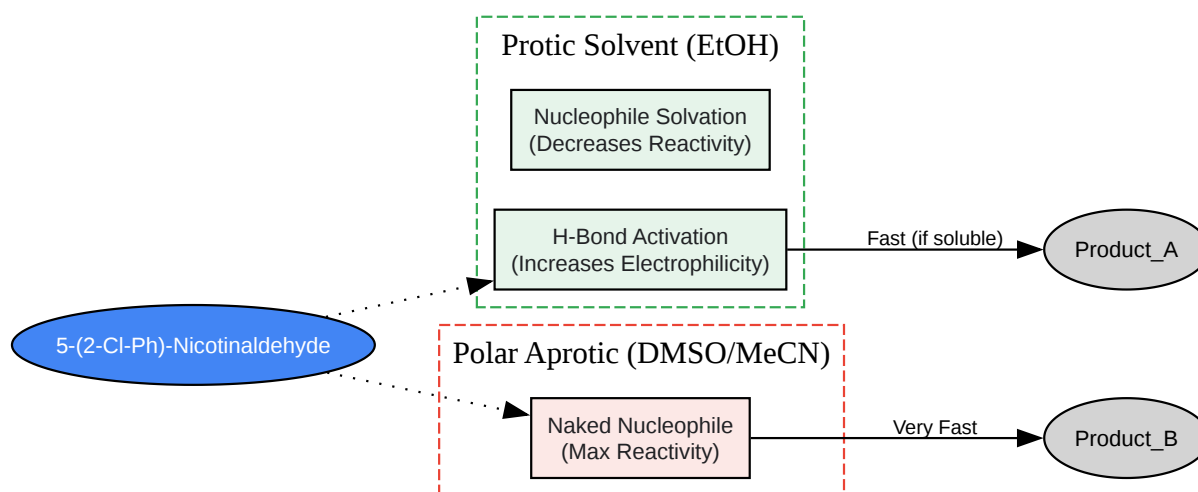 Protic Solvent (EtOH)
Nucleophile Solvation
(Decreases Reactivity)
H-Bond Activation
(Increases Electrophilicity)
Fast (if soluble)
Product_A
5-(2-Cl-Ph)-Nicotinaldehyde
Polar Aprotic (DMSO/MeCN)
Naked Nucleophile
(Max Reactivity)
Very Fast
Product_B